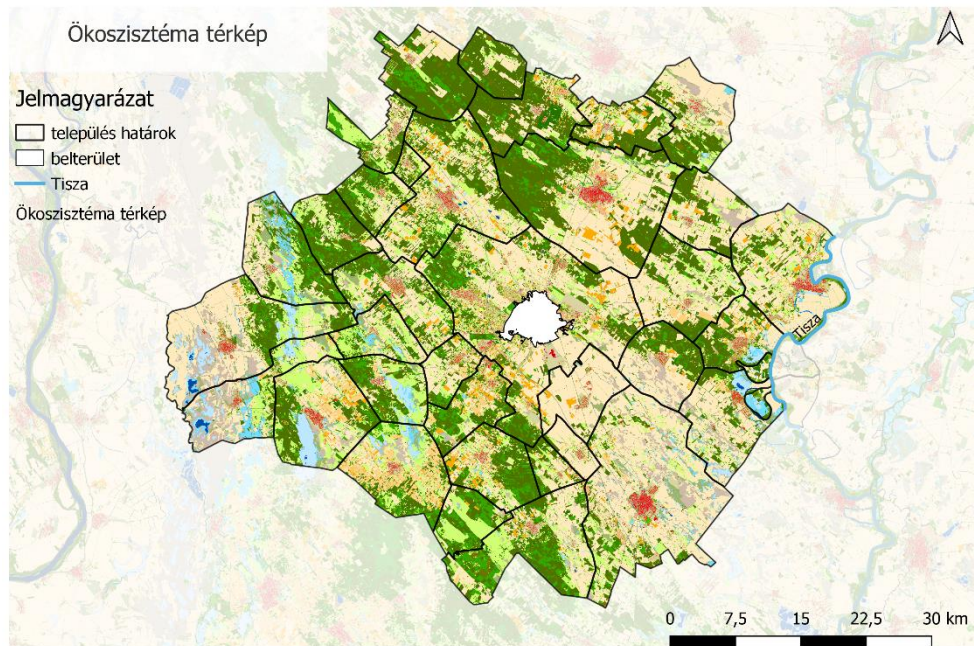 Ökoszisztéma térkép
Jelmagyarázat
település határok
belterület
Tisza
Ökoszisztéma térkép
Tisza
0 7,5 15 22,5 30 km